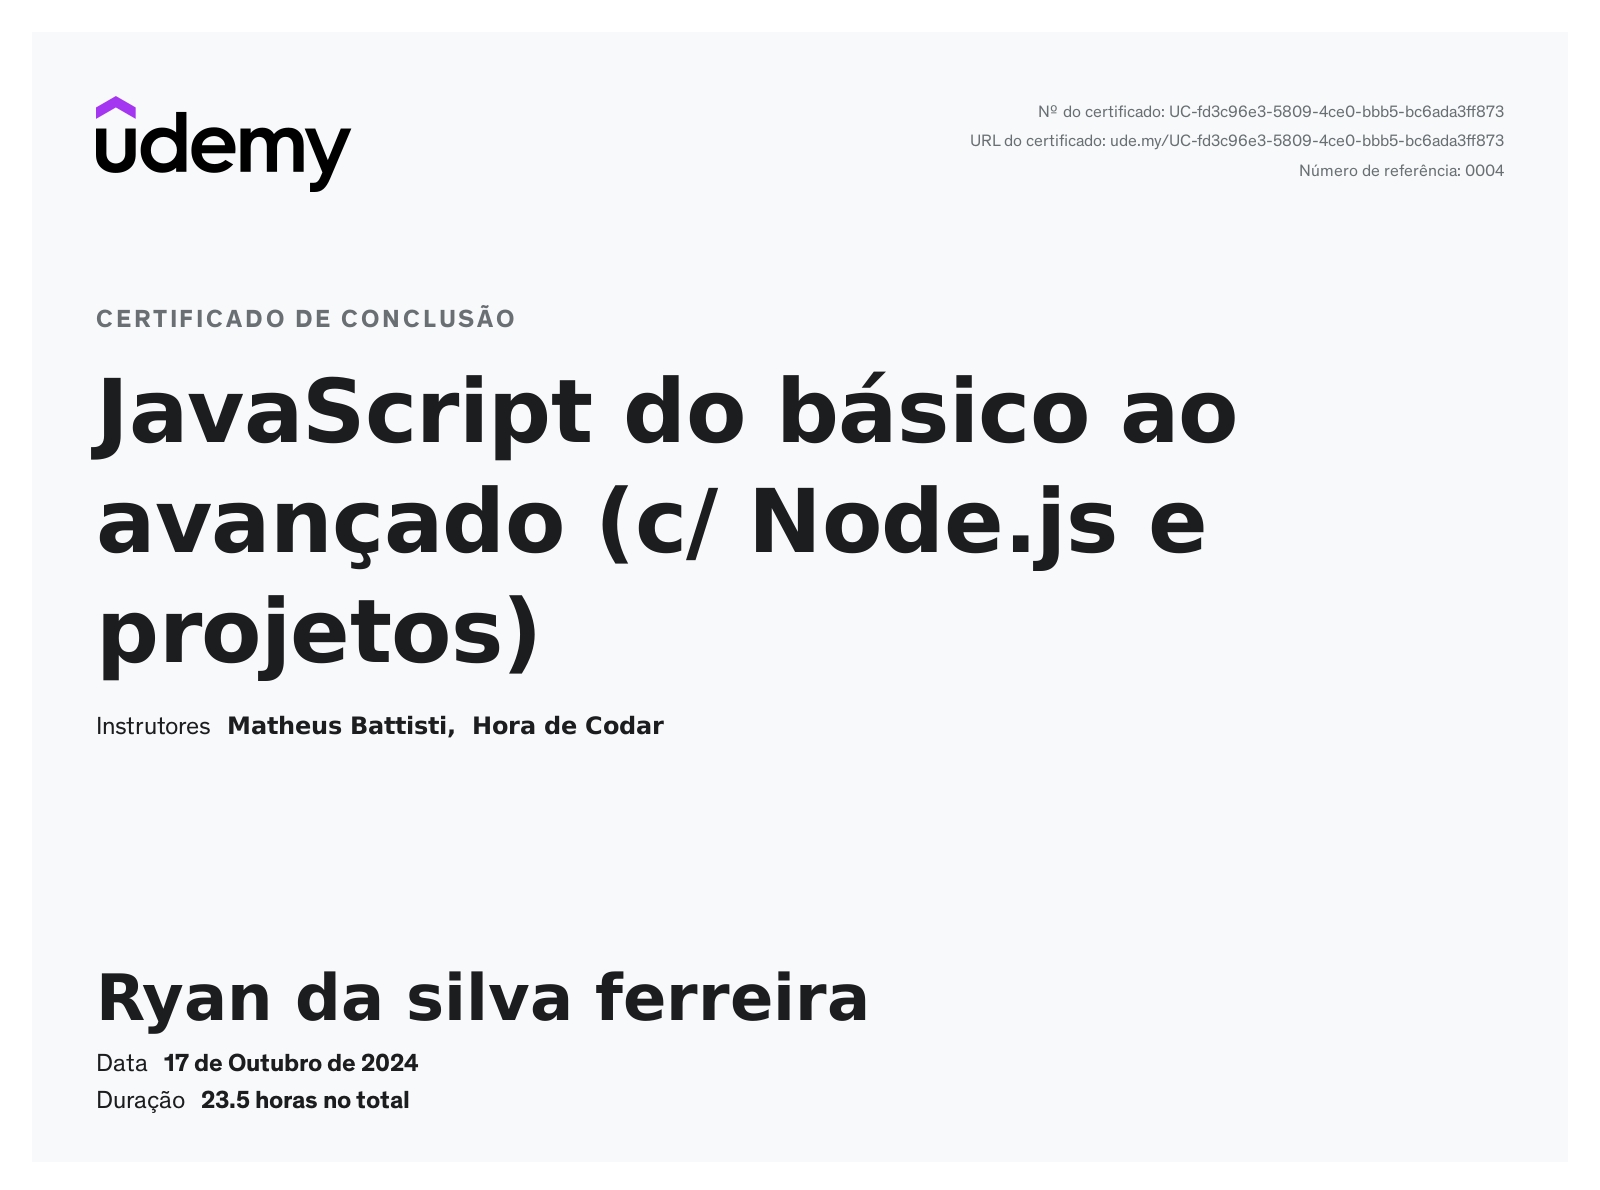 udemy
Nº do certificado: UC-fd3c96e3-5809-4ce0-bbb5-bc6ada3ff873
URL do certificado: ude.my/UC-fd3c96e3-5809-4ce0-bbb5-bc6ada3ff873
Número de referência: 0004
CERTIFICADO DE CONCLUSÃO
JavaScript do básico ao
avançado (c/ Node.js e
projetos)
Instrutores Matheus Battisti, Hora de Codar
Ryan da silva ferreira
Data 17 de Outubro de 2024
Duração 23.5 horas no total